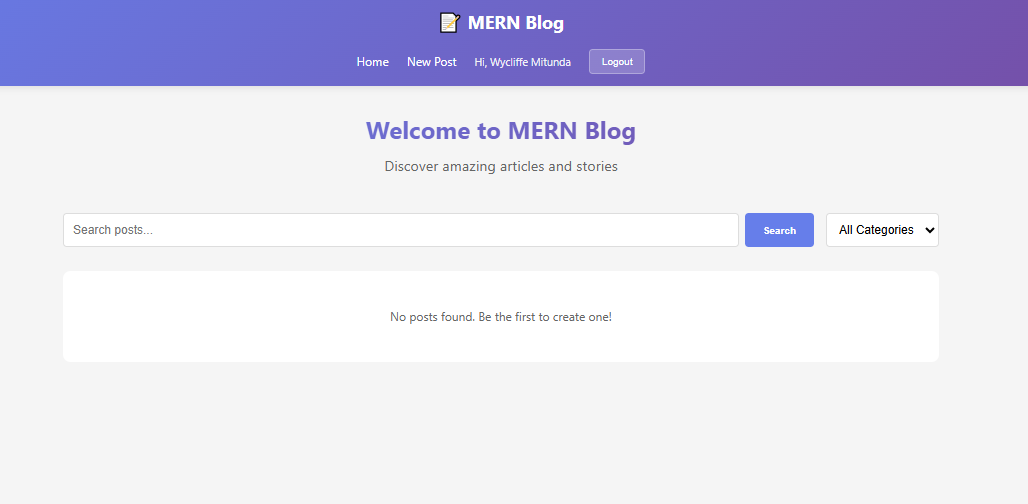 📝 MERN Blog
Home New Post Hi, Wycliffe Mitunda Logout
Welcome to MERN Blog
Discover amazing articles and stories
Search posts... Search All Categories
No posts found. Be the first to create one!